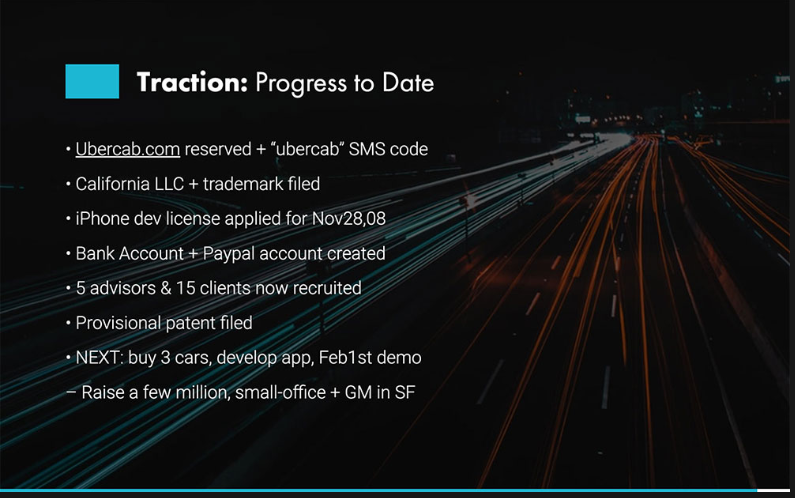 Traction: Progress to Date
• Ubercab.com reserved + “ubercab” SMS code
• California LLC + trademark filed
• iPhone dev license applied for Nov28,08
• Bank Account + Paypal account created
• 5 advisors & 15 clients now recruited
• Provisional patent filed
• NEXT: buy 3 cars, develop app, Feb1st demo
– Raise a few million, small-office + GM in SF